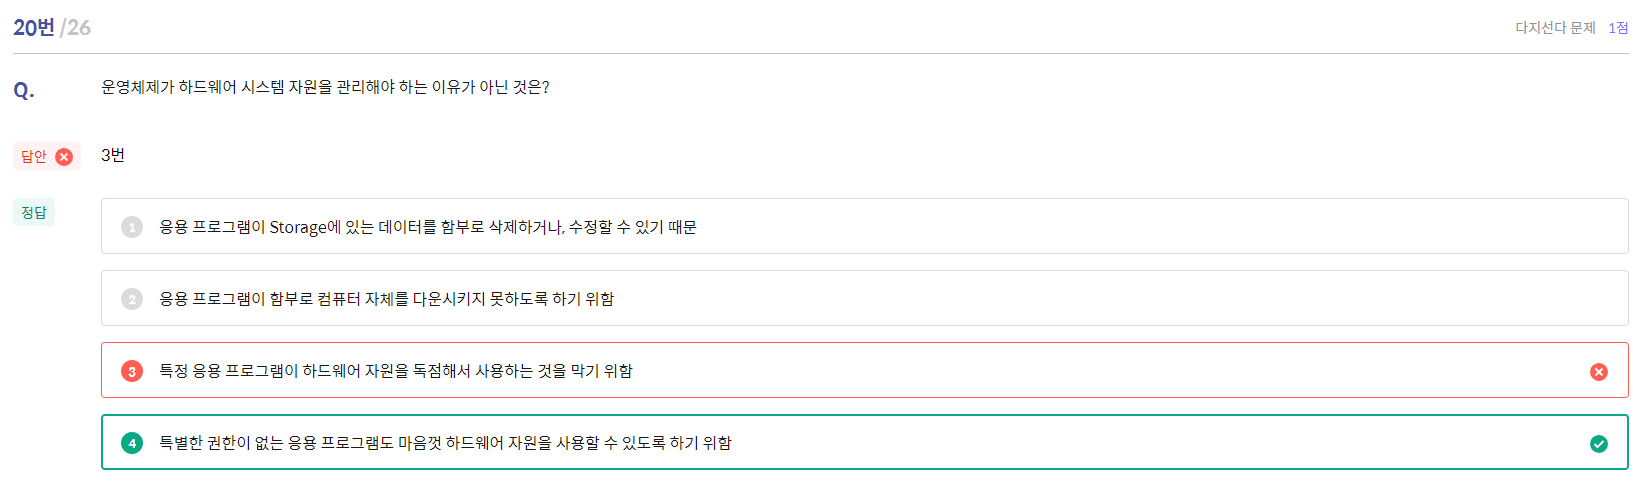 20번 /26
다지선다 문제 1점
Q. 운영체제가 하드웨어 시스템 자원을 관리해야 하는 이유가 아닌 것은?
답안 3번
정답
1 응용 프로그램이 Storage에 있는 데이터를 함부로 삭제하거나, 수정할 수 있기 때문
2 응용 프로그램이 함부로 컴퓨터 자체를 다운시키지 못하도록 하기 위함
3 특정 응용 프로그램이 하드웨어 자원을 독점해서 사용하는 것을 막기 위함
4 특별한 권한이 없는 응용 프로그램도 마음껏 하드웨어 자원을 사용할 수 있도록 하기 위함